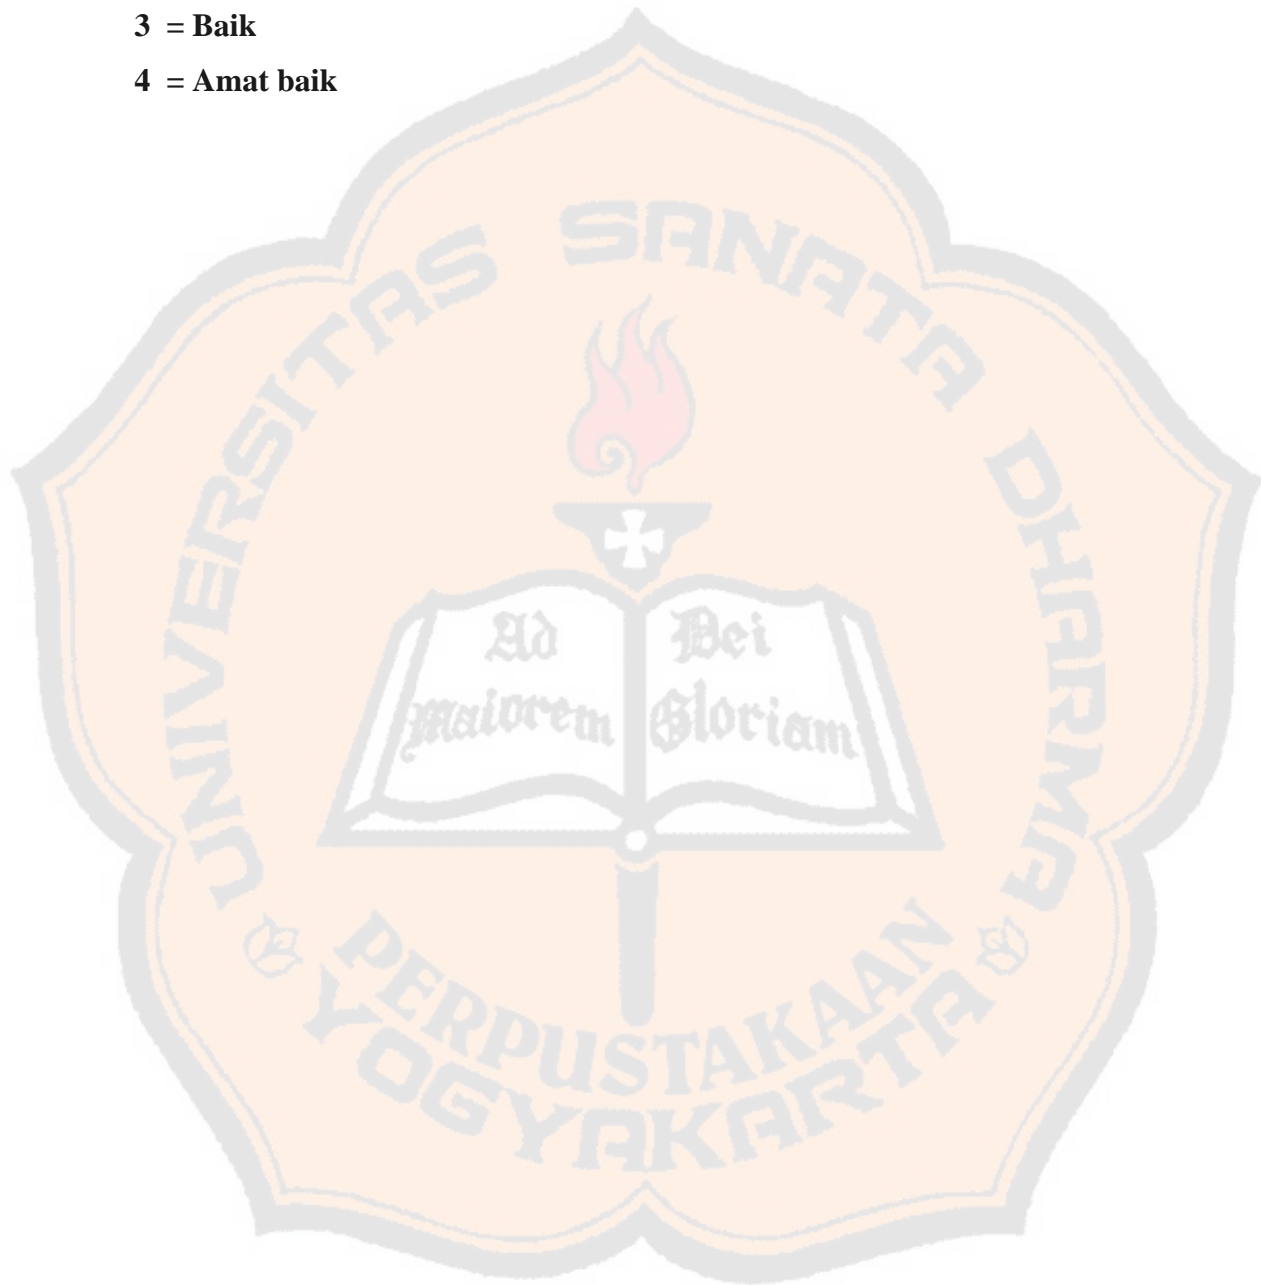 3 = Baik
4 = Amat baik
UNIVERSITAS SANATA DHARMA
Ad
Maiorem
Dei
Gloriam
PERPUSTAKAAN
YOGYAKARTA